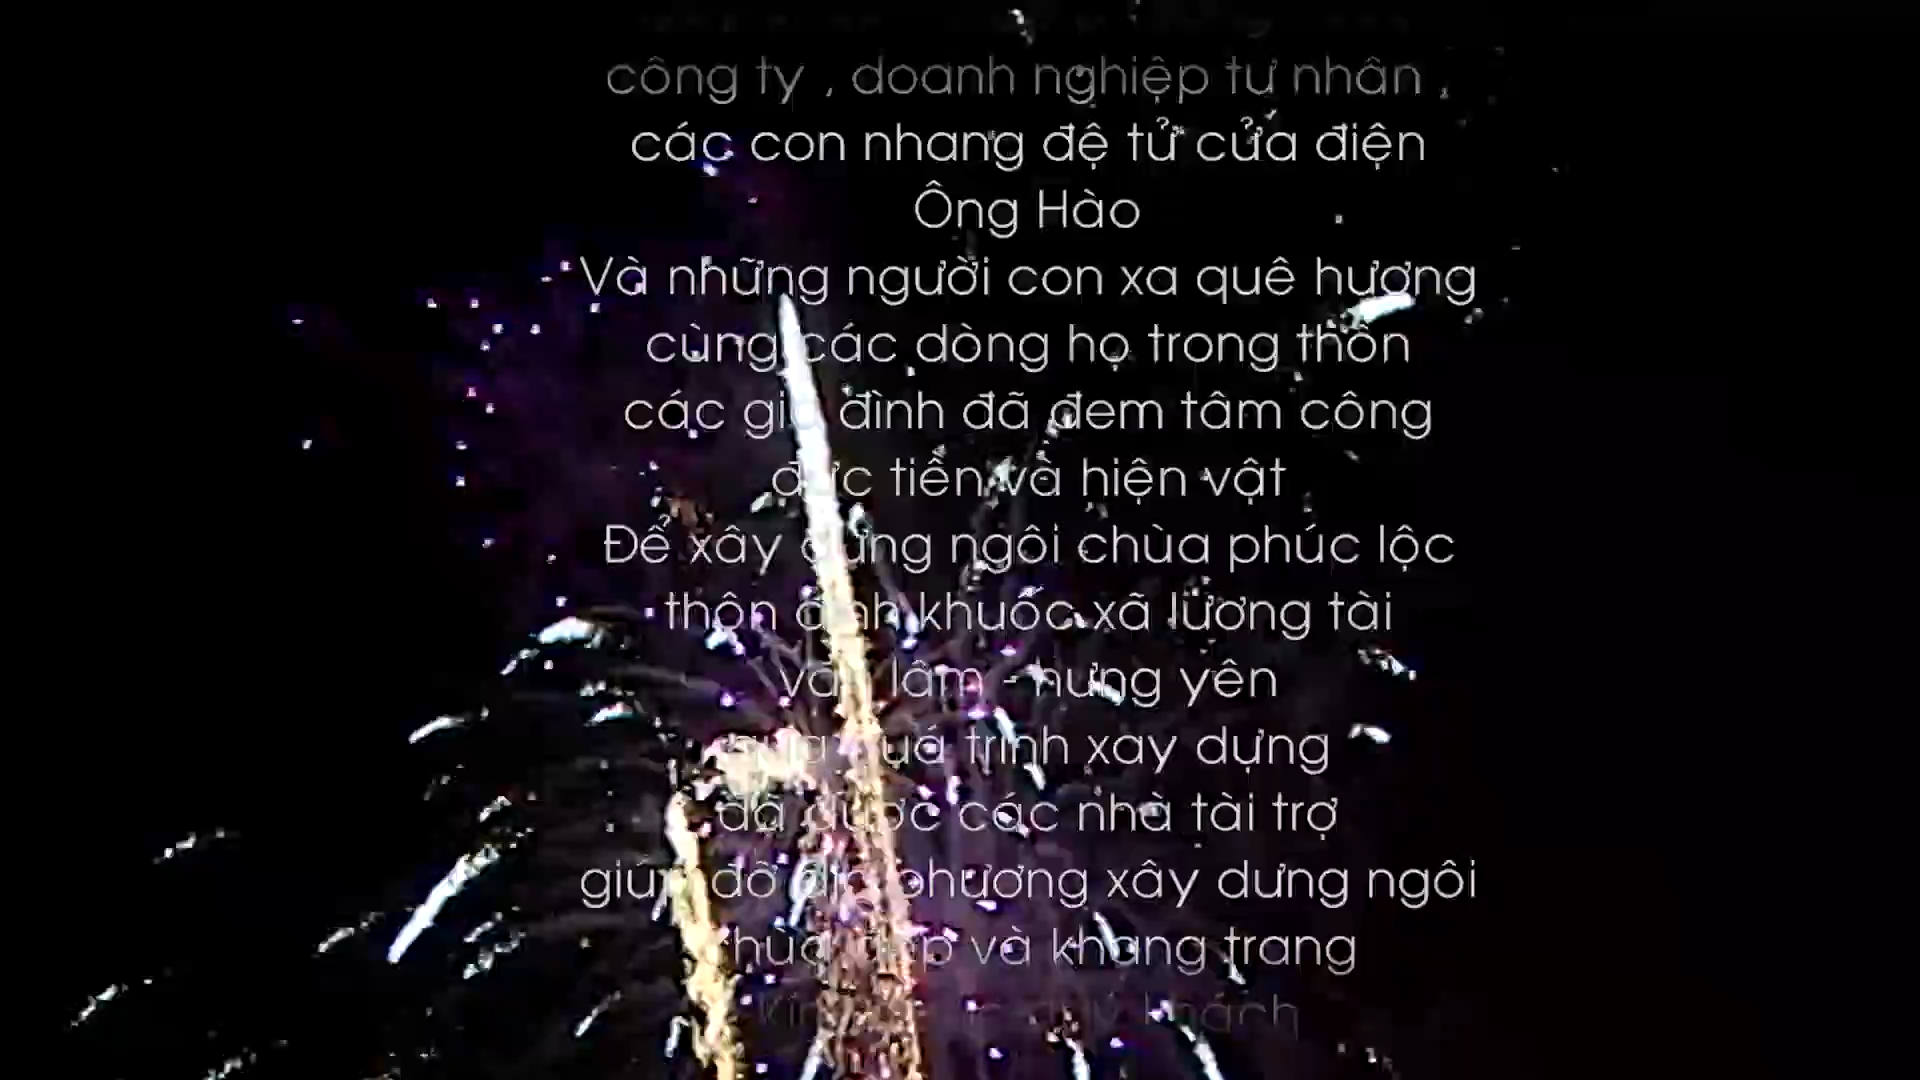 công ty , doanh nghiệp tư nhân ,
các con nhang đệ tử cửa điện
Ông Hào
Và những người con xa quê hương
cùng các dòng họ trong thôn
các gia đình đã đem tâm công
đức tiền và hiện vật
Để xây dựng ngôi chùa phúc lộc
thôn khuốc xã lương tài
văn lâm - hưng yên
qua quá trình xay dựng
đã được các nhà tài trợ
giúp đỡ địa phương xây dưng ngôi
chùa đẹp và khang trang
Kính quý khách